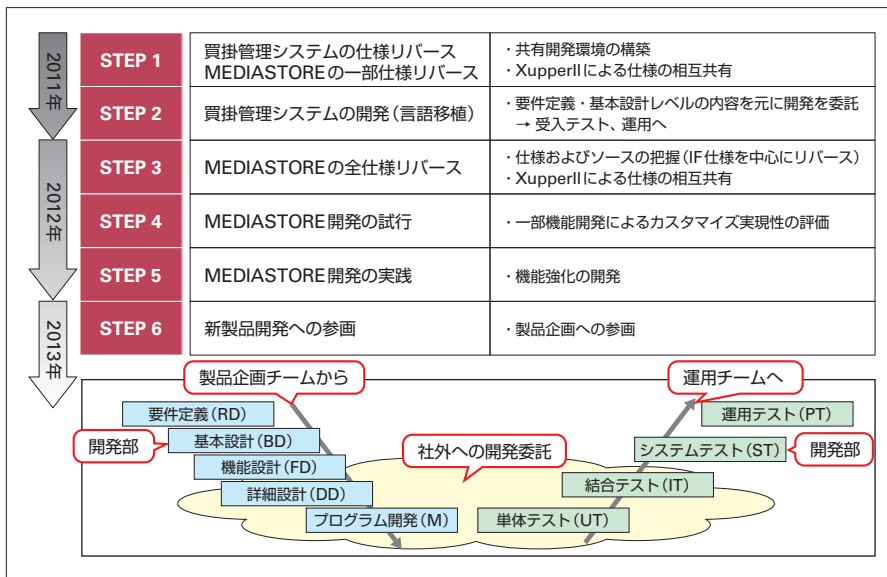 2011年
STEP 1
買掛管理システムの仕様リバース
MEDIASTOREの一部仕様リバース
・共有開発環境の構築
・XupperⅡによる仕様の相互共有
STEP 2
買掛管理システムの開発（言語移植）
・要件定義・基本設計レベルの内容を元に開発を委託
→ 受入テスト、運用へ
2012年
STEP 3
MEDIASTOREの全仕様リバース
・仕様およびソースの把握（IF仕様を中心にリバース）
・XupperⅡによる仕様の相互共有
STEP 4
MEDIASTORE開発の試行
・一部機能開発によるカスタマイズ実現性の評価
STEP 5
MEDIASTORE開発の実践
・機能強化の開発
2013年
STEP 6
新製品開発への参画
・製品企画への参画
製品企画チームから
運用チームへ
要件定義（RD）
運用テスト（PT）
開発部
基本設計（BD）
社外への開発委託
システムテスト（ST）
開発部
機能設計（FD）
詳細設計（DD）
結合テスト（IT）
プログラム開発（M）
単体テスト（UT）